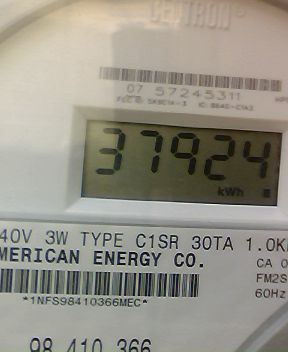 CENTRON
07 57245311
37924
kWh
40V 3W TYPE C1SR 30TA 1.0K
MERICAN ENERGY CO.
CA 0
FM2S
60Hz
*1NFS98410366MEC*
98 410 366